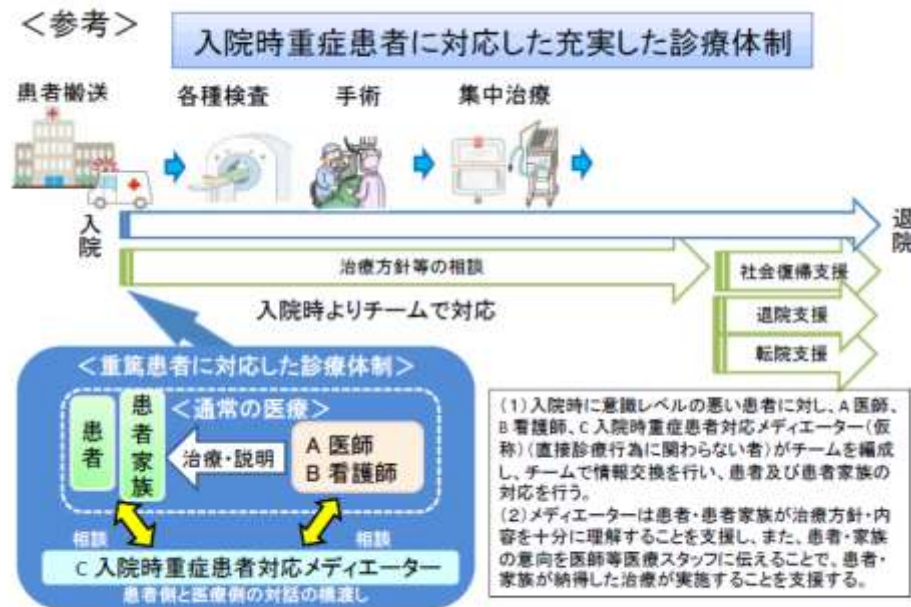 ＜参考＞
入院時重症患者に対応した充実した診療体制
患者搬送
各種検査
手術
集中治療
入院
退院
治療方針等の相談
社会復帰支援
入院時よりチームで対応
退院支援
転院支援
＜重篤患者に対応した診療体制＞
＜通常の医療＞
患者
患者家族
治療・説明
A 医師
B 看護師
相談
相談
C 入院時重症患者対応メディエーター
患者側と医療側の対話の橋渡し
（1）入院時に意識レベルの悪い患者に対し、A 医師、
B 看護師、C 入院時重症患者対応メディエーター（仮
称）（直接診療行為に関わらない者）がチームを編成
し、チームで情報交換を行い、患者及び患者家族の
対応を行う。
（2）メディエーターは患者・患者家族が治療方針・内
容を十分に理解することを支援し、また、患者・家族
の意向を医師等医療スタッフに伝えることで、患者・
家族が納得した治療が実施することを支援する。